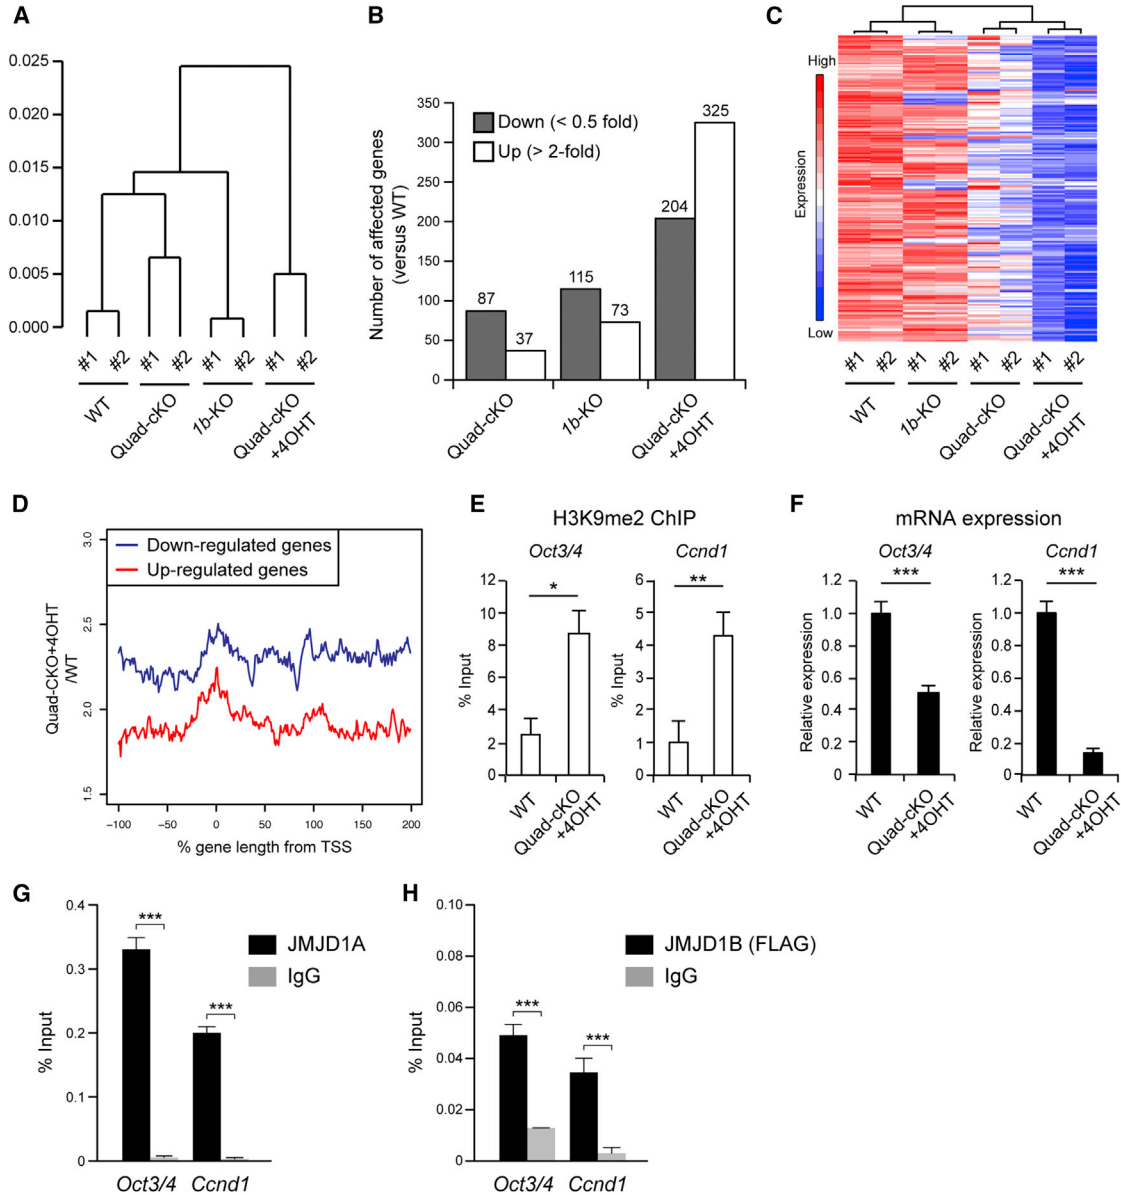 A
0.025
0.020
0.015
0.010
0.005
0.000
#1 #2 #1 #2 #1 #2 #1 #2
WT
Quad-cKO
1b-KO
Quad-cKO
+4OHT
B
Number of affected genes
(versus WT)
350
300
250
200
150
100
50
0
Down (< 0.5 fold)
Up (> 2-fold)
87
37
115
73
204
325
Quad-cKO
1b-KO
Quad-cKO
+4OHT
C
High
Expression
Low
#1 #2 #1 #2 #1 #2 #1 #2
WT
1b-KO
Quad-cKO
Quad-cKO
+4OHT
D
Quad-CKO+4OHT
/WT
3.0
2.5
2.0
1.5
Down-regulated genes
Up-regulated genes
−100 −50 0 50 100 150 200
% gene length from TSS
E
H3K9me2 ChIP
Oct3/4
% Input
12
10
8
6
4
2
0
*
WT
Quad-cKO
+4OHT
Ccnd1
% Input
6
5
4
3
2
1
0
**
WT
Quad-cKO
+4OHT
F
mRNA expression
Oct3/4
Relative expression
1.2
1.0
0.8
0.6
0.4
0.2
0
***
WT
Quad-cKO
+4OHT
Ccnd1
Relative expression
1.2
1.0
0.8
0.6
0.4
0.2
0
***
WT
Quad-cKO
+4OHT
G
% Input
0.4
0.3
0.2
0.1
0
***
***
JMJD1A
IgG
Oct3/4 Ccnd1
H
% Input
0.10
0.08
0.06
0.04
0.02
0
***
***
JMJD1B (FLAG)
IgG
Oct3/4 Ccnd1